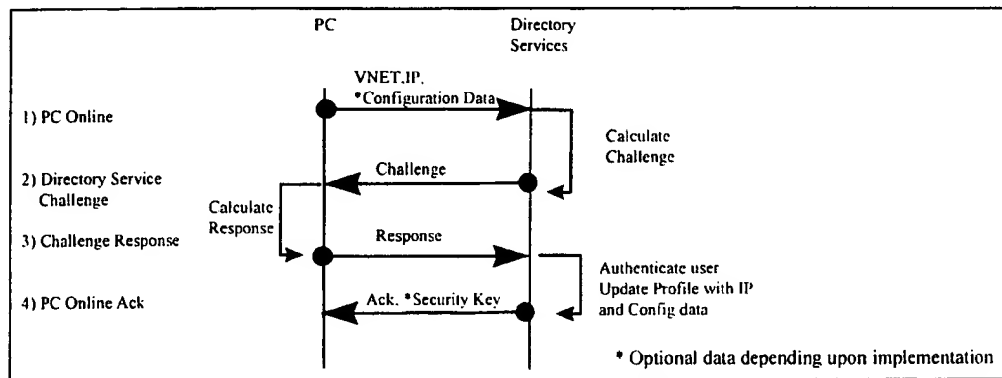 PC
Directory
Services
VNET.IP.
*Configuration Data
1) PC Online
Calculate
Challenge
Challenge
2) Directory Service
Challenge
Calculate
Response
3) Challenge Response
Response
Authenticate user
Update Profile with IP
and Config data
4) PC Online Ack
Ack. *Security Key
* Optional data depending upon implementation